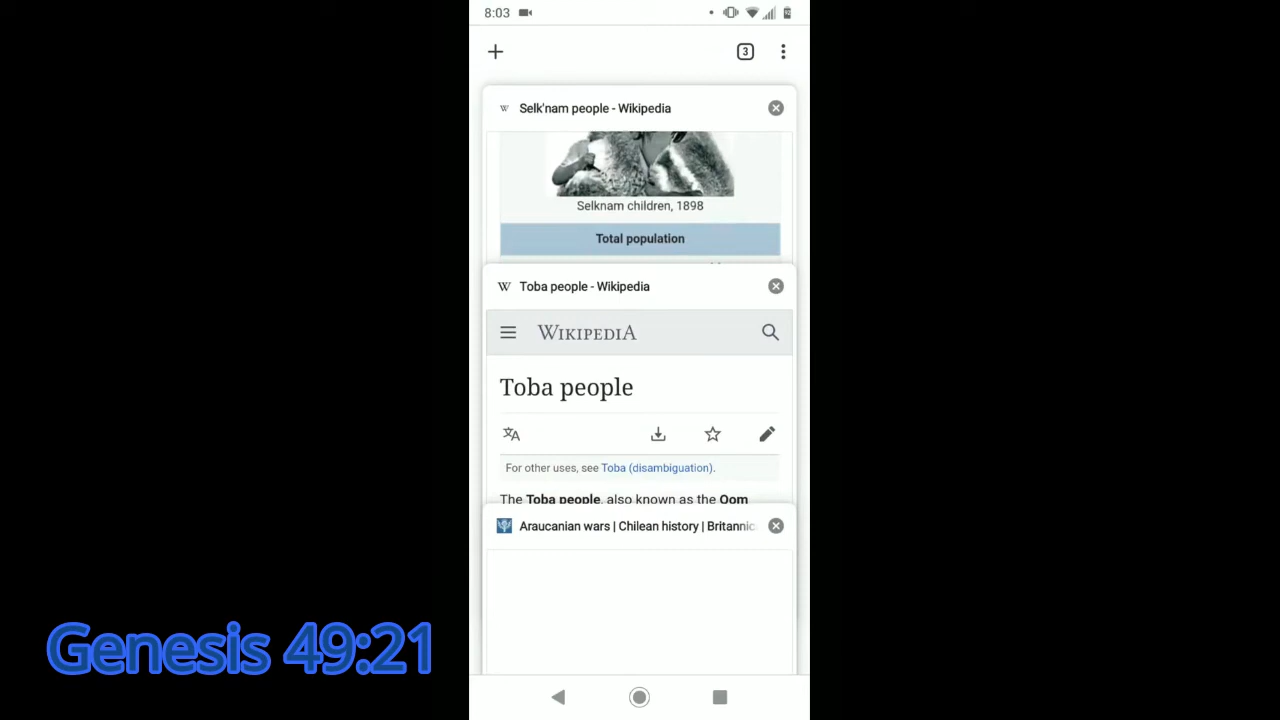 8:03
3
Selk'nam people - Wikipedia
Selknam children, 1898
Total population
Toba people - Wikipedia
WIKIPEDIA
Toba people
For other uses, see Toba (disambiguation).
The Toba people, also known as the Qom
Araucanian wars | Chilean history | Britannic
Genesis 49:21